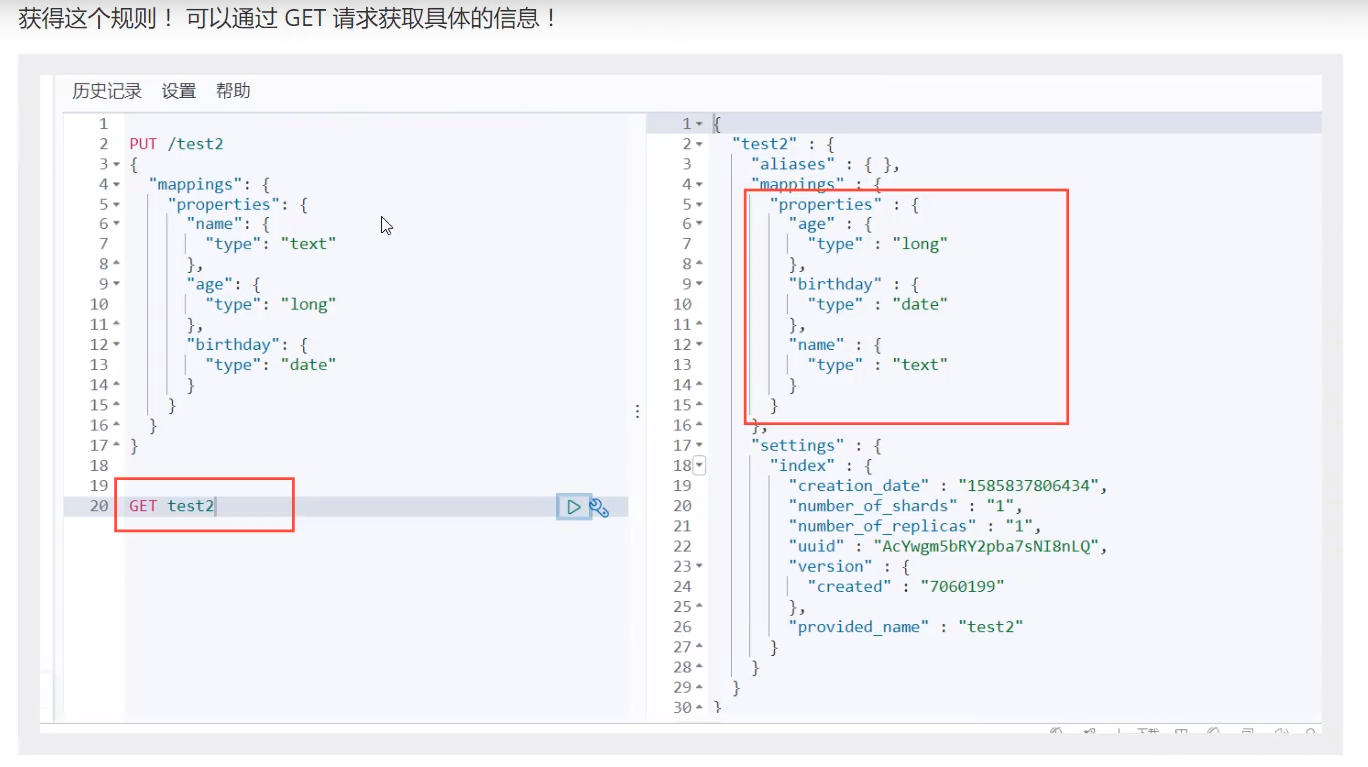 获得这个规则！ 可以通过 GET 请求获取具体的信息！
历史记录 设置 帮助
1
2 PUT /test2
3 {
4 "mappings": {
5 "properties": {
6 "name": {
7 "type": "text"
8 },
9 "age": {
10 "type": "long"
11 },
12 "birthday": {
13 "type": "date"
14 }
15 }
16 }
17 }
18
19
20 GET test2
1 {
2 "test2" : {
3 "aliases" : { },
4 "mappings" : {
5 "properties" : {
6 "age" : {
7 "type" : "long"
8 },
9 "birthday" : {
10 "type" : "date"
11 },
12 "name" : {
13 "type" : "text"
14 }
15 }
16 },
17 "settings" : {
18 "index" : {
19 "creation_date" : "1585837806434",
20 "number_of_shards" : "1",
21 "number_of_replicas" : "1",
22 "uuid" : "AcYwgm5bRY2pba7sNI8nLQ",
23 "version" : {
24 "created" : "7060199"
25 },
26 "provided_name" : "test2"
27 }
28 }
29 }
30 }